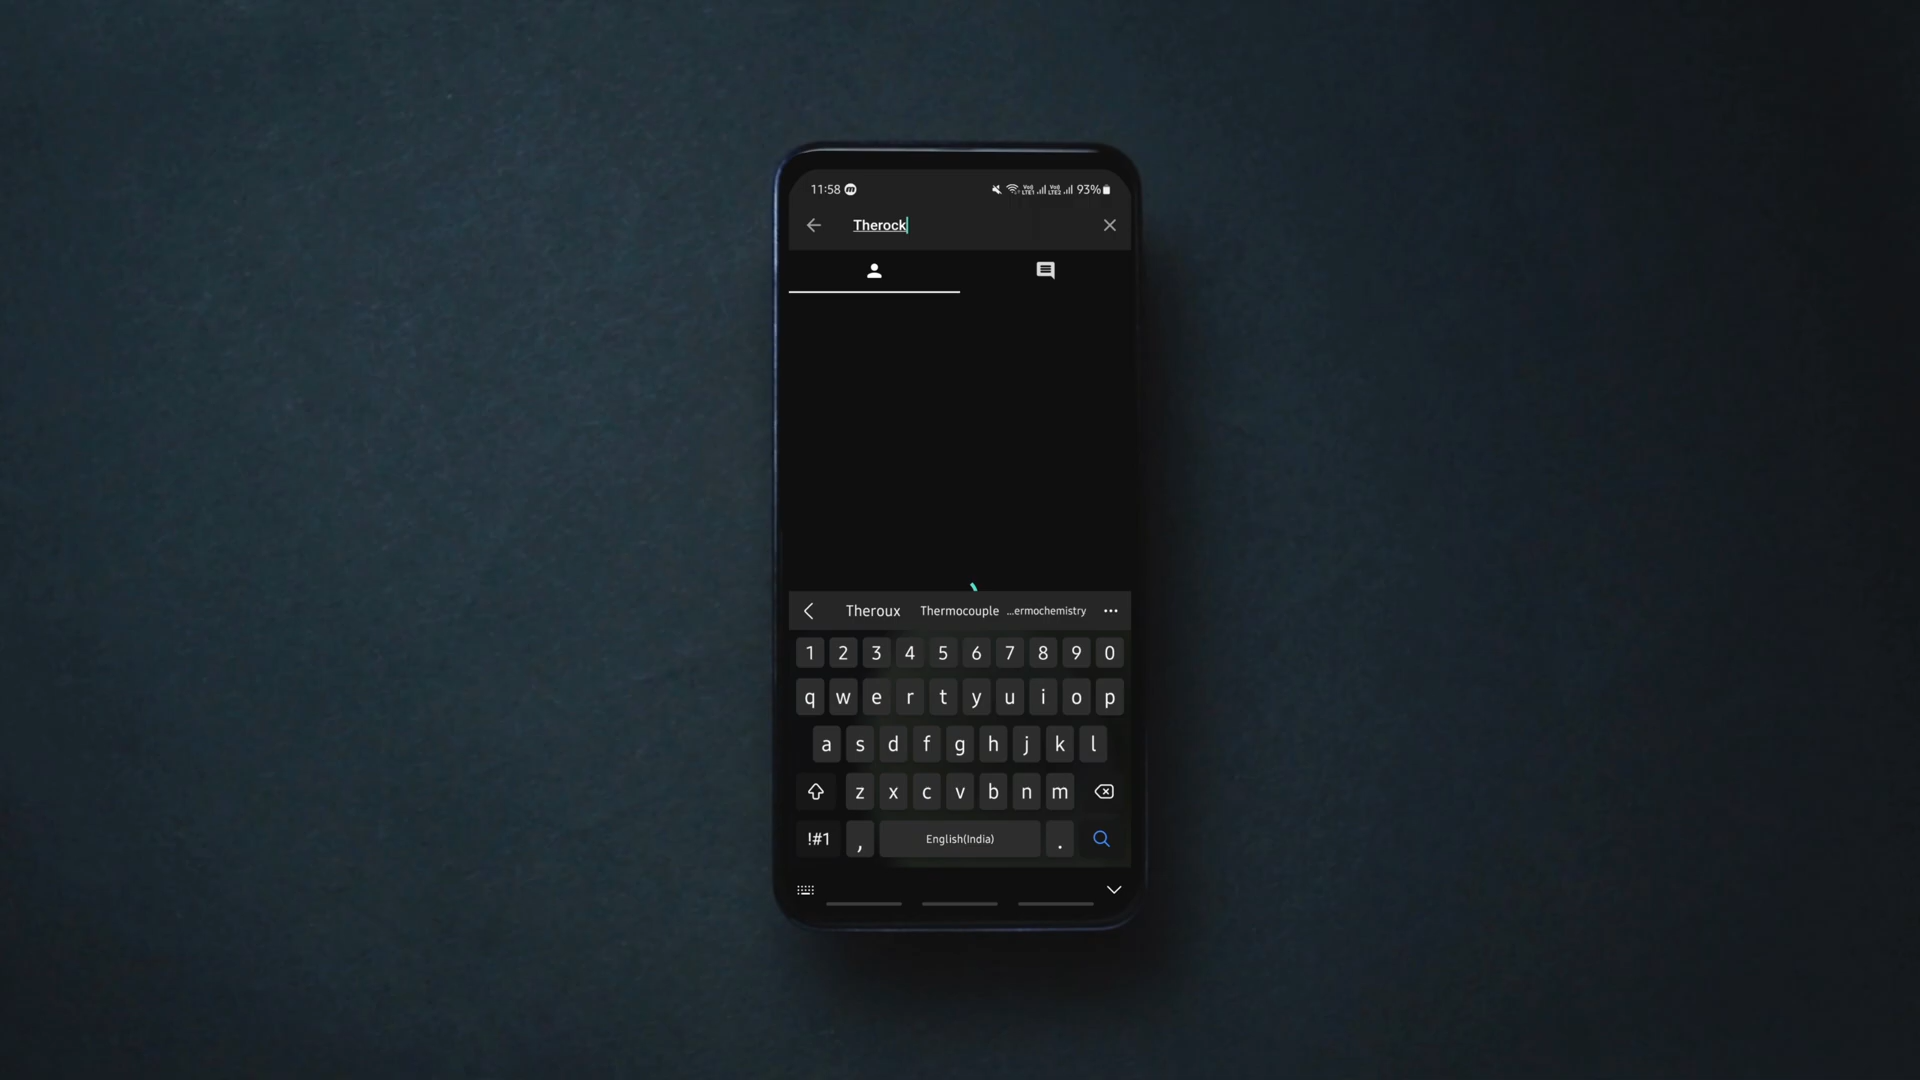 11:58 93%
Therock
Theroux Thermocouple ...ermochemistry ...
1 2 3 4 5 6 7 8 9 0
q w e r t y u i o p
a s d f g h j k l
z x c v b n m
!#1 , English(India) .